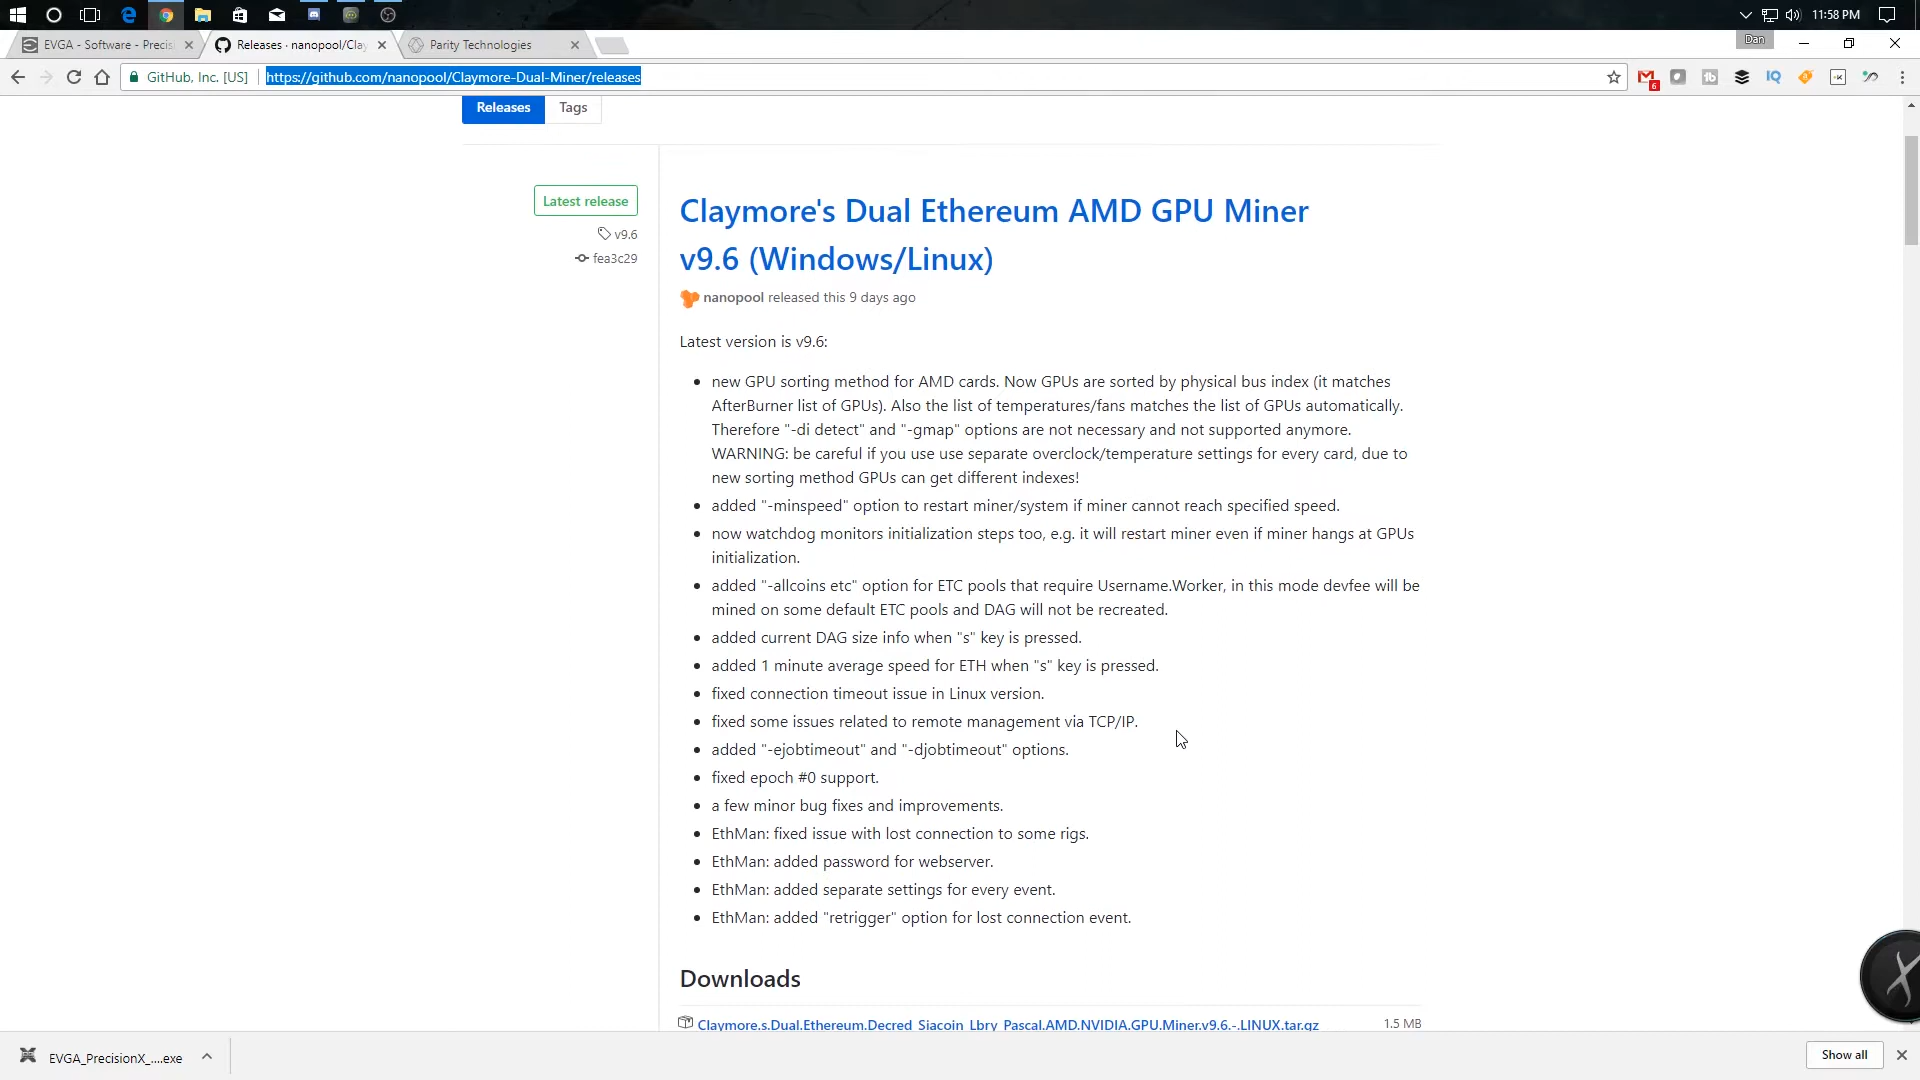 11:58 PM
EVGA - Software - Precis
Releases · nanopool/Clay
Parity Technologies
Dan
GitHub, Inc. [US]
https://github.com/nanopool/Claymore-Dual-Miner/releases
6
IQ
Releases
Tags
Latest release
v9.6
fea3c29
Claymore's Dual Ethereum AMD GPU Miner
v9.6 (Windows/Linux)
nanopool released this 9 days ago
Latest version is v9.6:
new GPU sorting method for AMD cards. Now GPUs are sorted by physical bus index (it matches
AfterBurner list of GPUs). Also the list of temperatures/fans matches the list of GPUs automatically.
Therefore "-di detect" and "-gmap" options are not necessary and not supported anymore.
WARNING: be careful if you use use separate overclock/temperature settings for every card, due to
new sorting method GPUs can get different indexes!
added "-minspeed" option to restart miner/system if miner cannot reach specified speed.
now watchdog monitors initialization steps too, e.g. it will restart miner even if miner hangs at GPUs
initialization.
added "-allcoins etc" option for ETC pools that require Username.Worker, in this mode devfee will be
mined on some default ETC pools and DAG will not be recreated.
added current DAG size info when "s" key is pressed.
added 1 minute average speed for ETH when "s" key is pressed.
fixed connection timeout issue in Linux version.
fixed some issues related to remote management via TCP/IP.
added "-ejobtimeout" and "-djobtimeout" options.
fixed epoch #0 support.
a few minor bug fixes and improvements.
EthMan: fixed issue with lost connection to some rigs.
EthMan: added password for webserver.
EthMan: added separate settings for every event.
EthMan: added "retrigger" option for lost connection event.
Downloads
Claymore.s.Dual.Ethereum.Decred_Siacoin_Lbry_Pascal.AMD.NVIDIA.GPU.Miner.v9.6.-.LINUX.tar.gz
1.5 MB
EVGA_PrecisionX_....exe
Show all